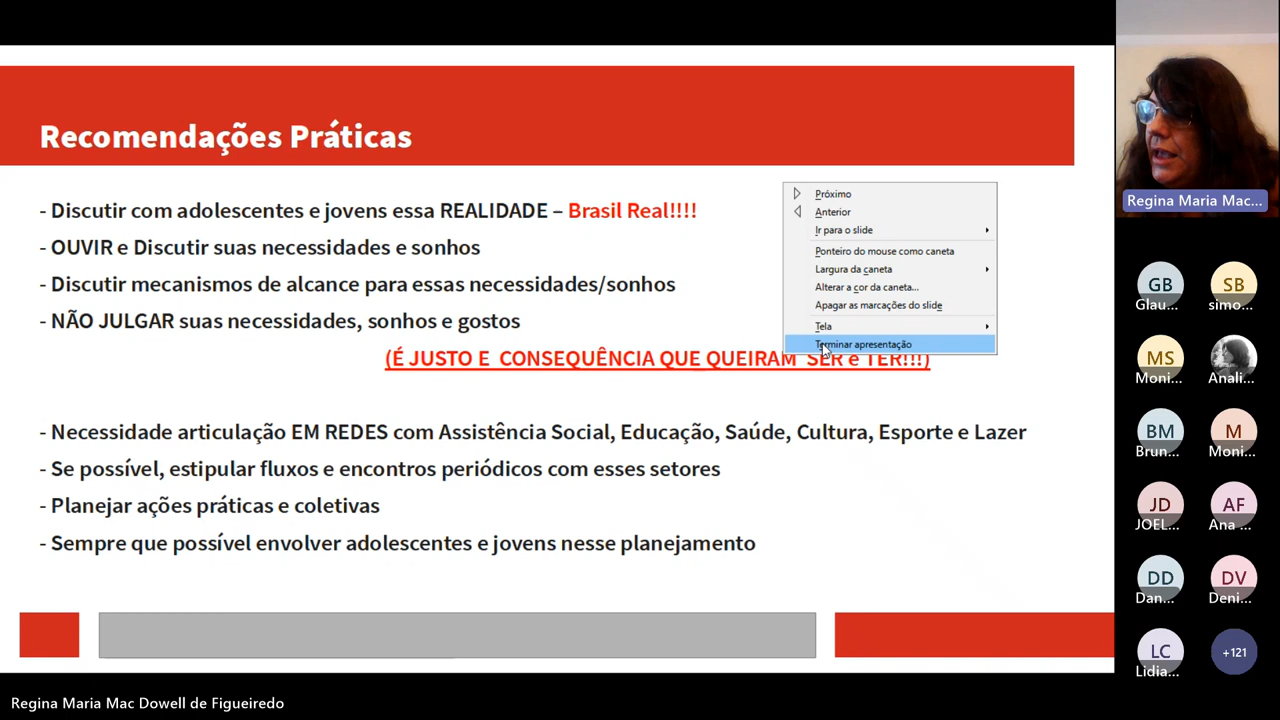 Recomendações Práticas
- Discutir com adolescentes e jovens essa REALIDADE – Brasil Real!!!!
- OUVIR e Discutir suas necessidades e sonhos
- Discutir mecanismos de alcance para essas necessidades/sonhos
- NÃO JULGAR suas necessidades, sonhos e gostos
(É JUSTO E CONSEQUÊNCIA QUE QUEIRAM SER e TER!!!)
- Necessidade articulação EM REDES com Assistência Social, Educação, Saúde, Cultura, Esporte e Lazer
- Se possível, estipular fluxos e encontros periódicos com esses setores
- Planejar ações práticas e coletivas
- Sempre que possível envolver adolescentes e jovens nesse planejamento
Próximo
Anterior
Ir para o slide
Ponteiro do mouse como caneta
Largura da caneta
Alterar a cor da caneta...
Apagar as marcações do slide
Tela
Terminar apresentação
Regina Maria Mac...
GB
Glau...
SB
simo...
MS
Moni...
Anali...
BM
Brun...
M
Moni...
JD
JOEL...
AF
Ana ...
DD
Dan...
DV
Deni...
LC
Lidia...
+121
Regina Maria Mac Dowell de Figueiredo